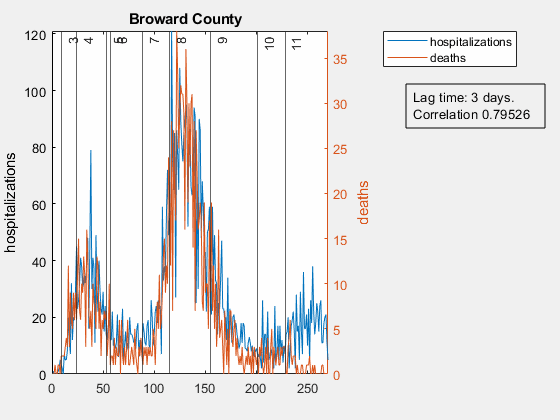 Broward County
hospitalizations
deaths
Lag time: 3 days.
Correlation 0.79526
3 4 5 6 7 8 9 10 11
120
100
80
60
40
20
0
hospitalizations
35
30
25
20
15
10
5
0
deaths
0 50 100 150 200 250